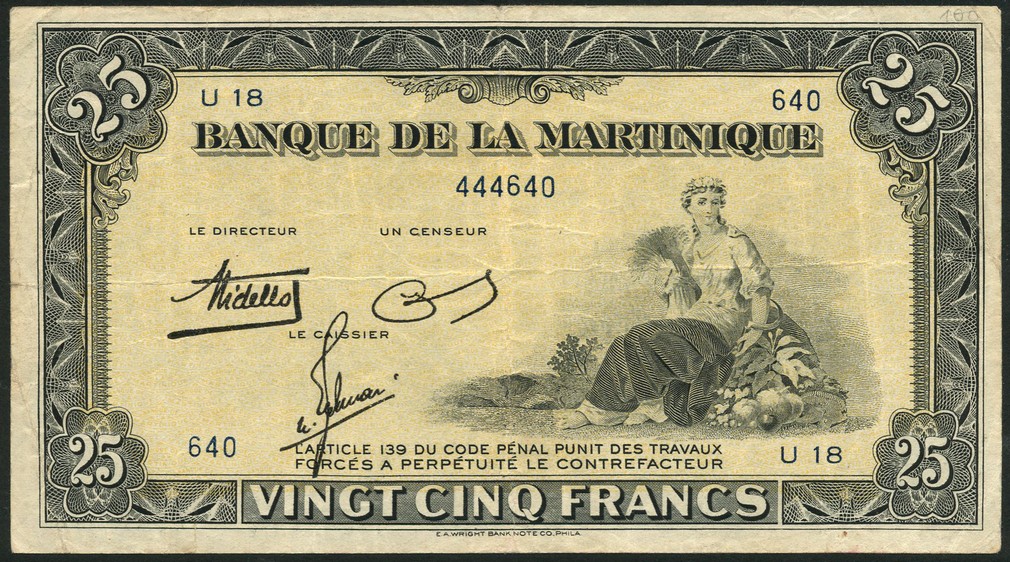 100
25
25
U 18
640
BANQUE DE LA MARTINIQUE
444640
LE DIRECTEUR
UN CENSEUR
LE CAISSIER
640
L'ARTICLE 139 DU CODE PÉNAL PUNIT DES TRAVAUX
FORCÉS A PERPÉTUITÉ LE CONTREFACTEUR
U 18
25
25
VINGT CINQ FRANCS
E.A.WRIGHT BANK NOTE CO. PHILA.